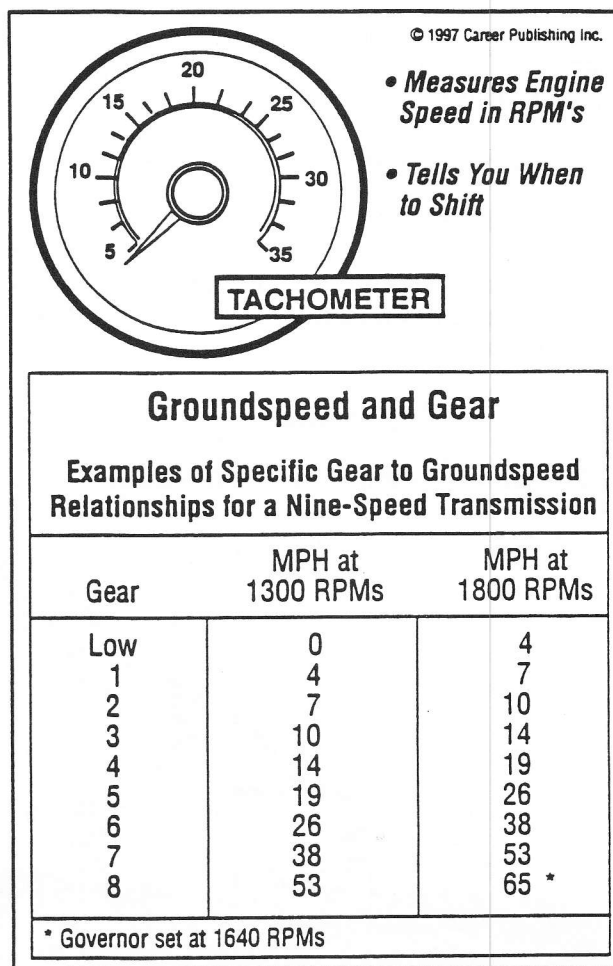 © 1997 Career Publishing Inc.
• Measures Engine
Speed in RPM's
• Tells You When
to Shift
5
10
15
20
25
30
35
TACHOMETER
Groundspeed and Gear
Examples of Specific Gear to Groundspeed
Relationships for a Nine-Speed Transmission
Gear MPH at 1300 RPMs MPH at 1800 RPMs
Low 0 4
1 4 7
2 7 10
3 10 14
4 14 19
5 19 26
6 26 38
7 38 53
8 53 65 *
* Governor set at 1640 RPMs